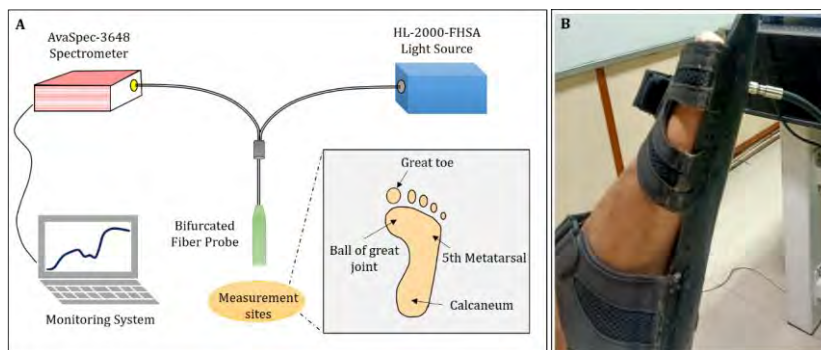 A
AvaSpec-3648
Spectrometer
HL-2000-FHSA
Light Source
Great toe
Bifurcated
Fiber Probe
Ball of great
joint
5th Metatarsal
Measurement
sites
Calcaneum
Monitoring System
B